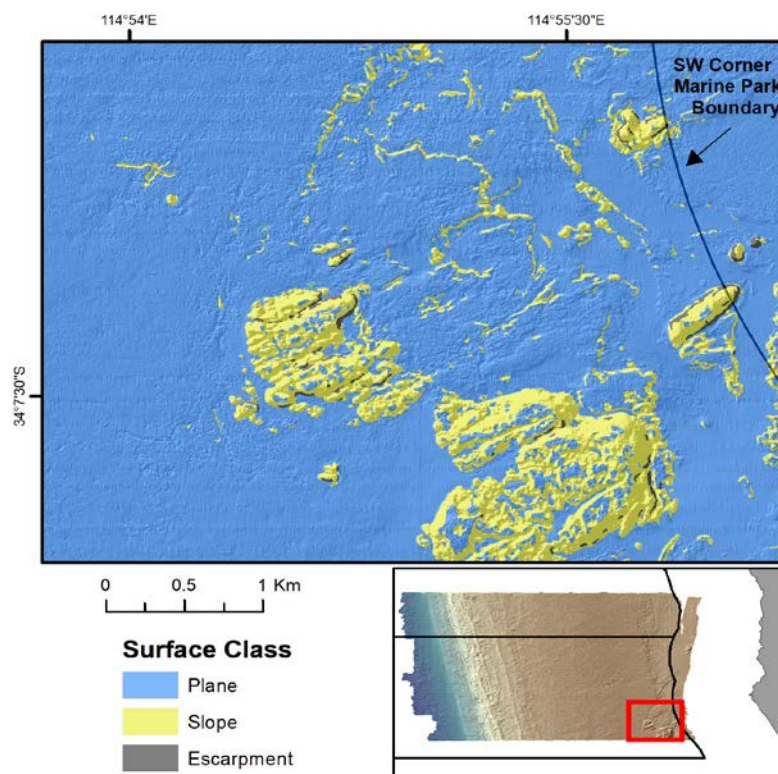 114°54'E
114°55'30"E
SW Corner
Marine Park
Boundary
34°7'30"S
0 0.5 1 Km
Surface Class
Plane
Slope
Escarpment